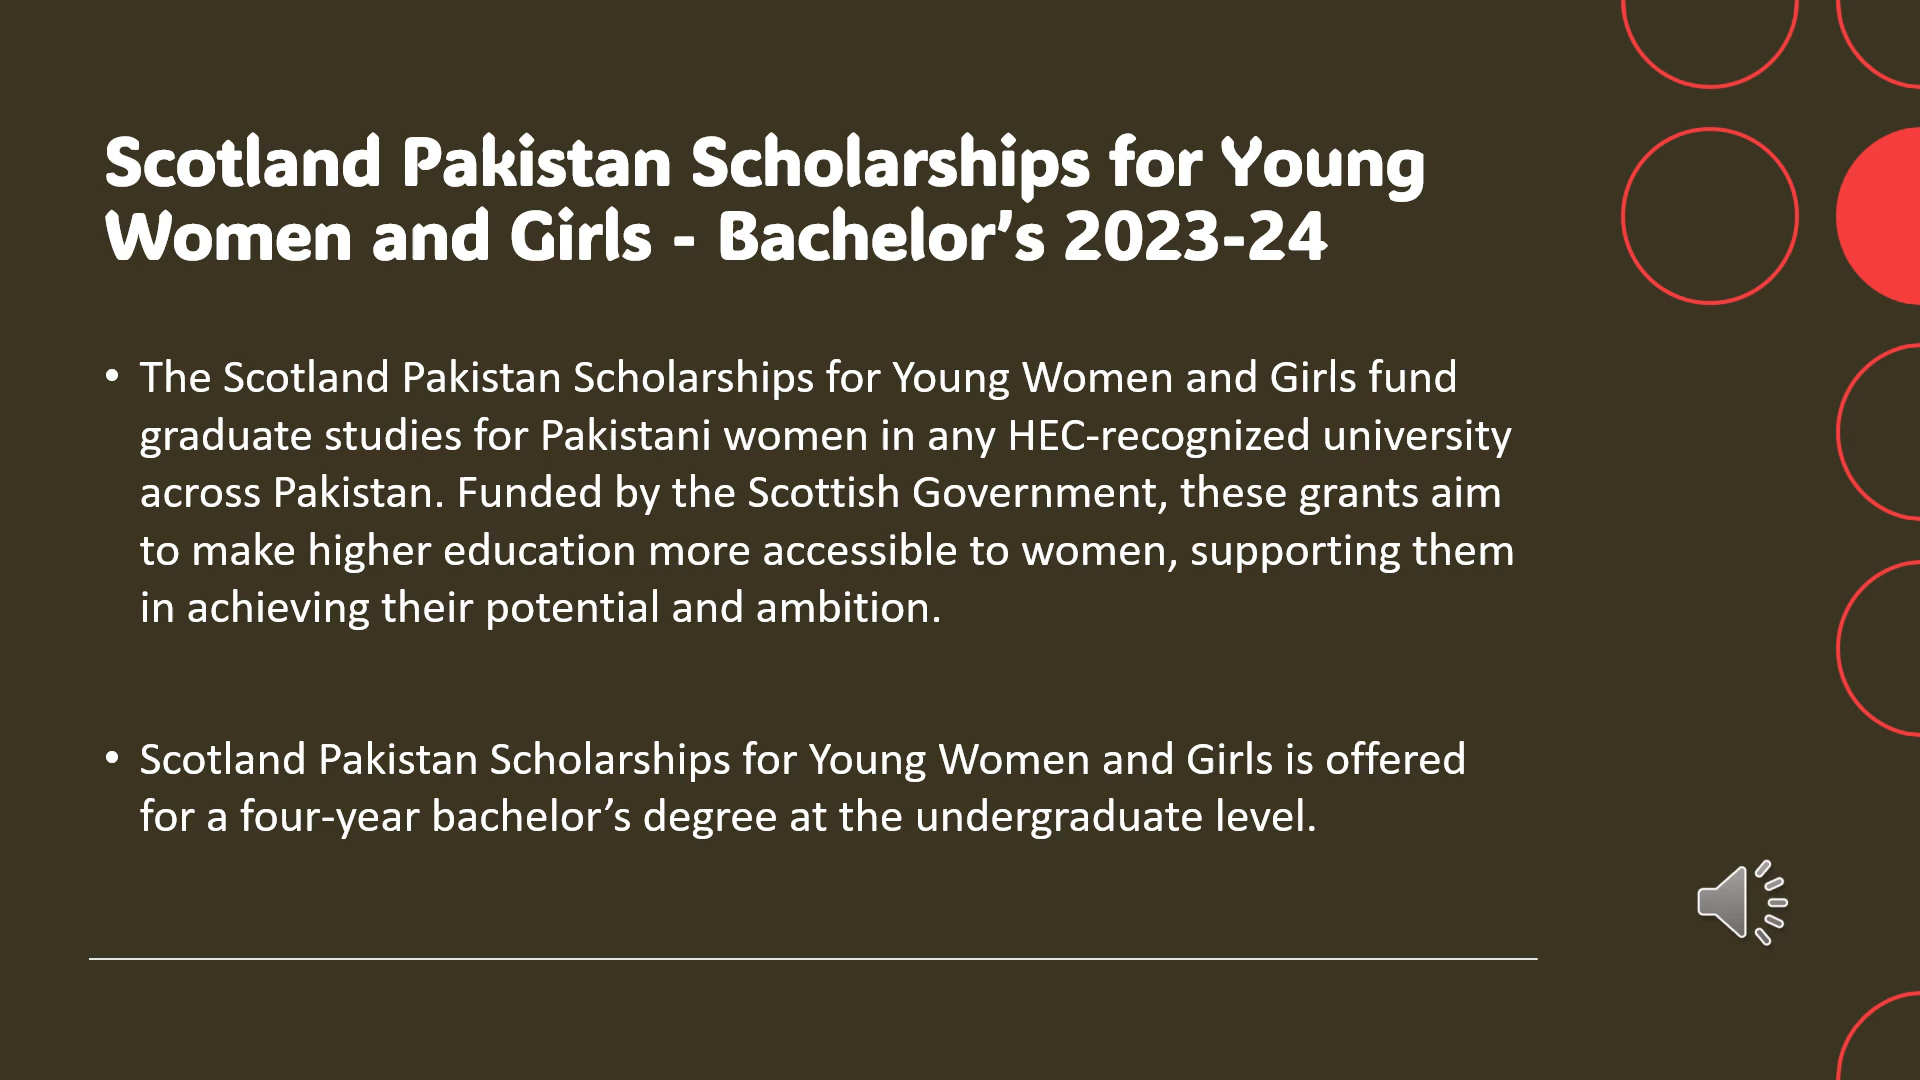 Scotland Pakistan Scholarships for Young
Women and Girls - Bachelor’s 2023-24
• The Scotland Pakistan Scholarships for Young Women and Girls fund
graduate studies for Pakistani women in any HEC-recognized university
across Pakistan. Funded by the Scottish Government, these grants aim
to make higher education more accessible to women, supporting them
in achieving their potential and ambition.
• Scotland Pakistan Scholarships for Young Women and Girls is offered
for a four-year bachelor’s degree at the undergraduate level.